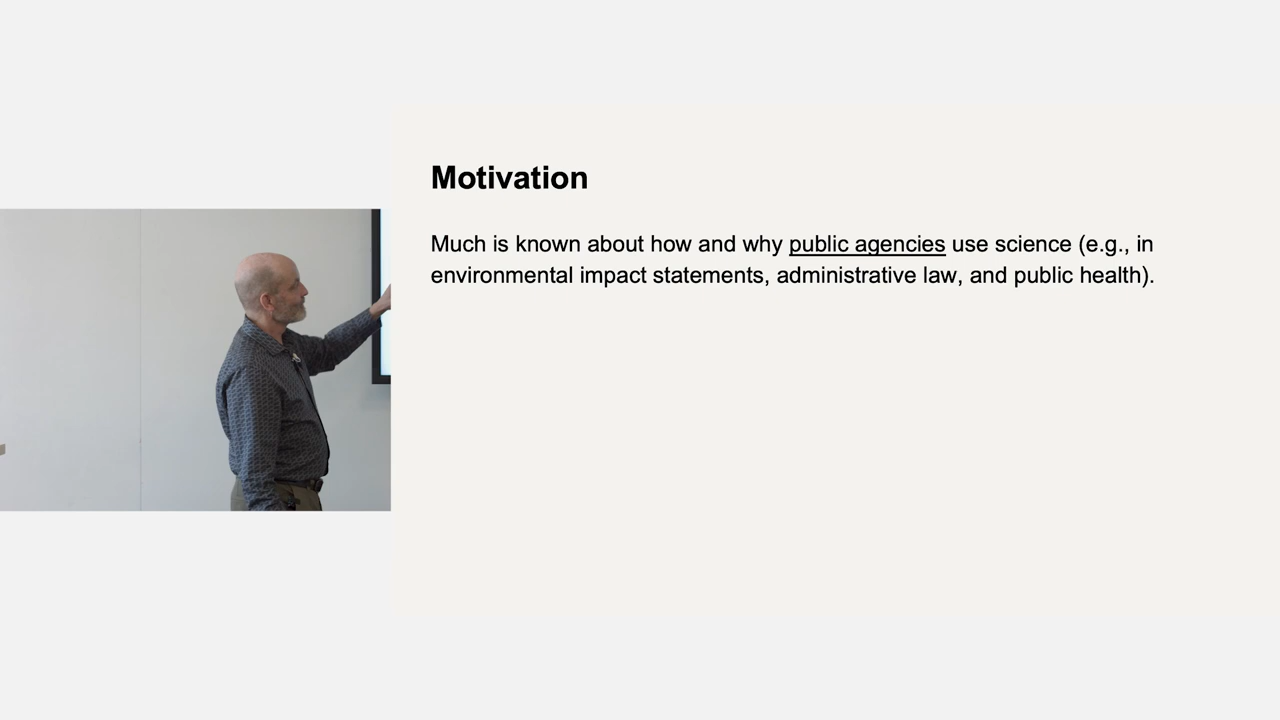 Motivation
Much is known about how and why public agencies use science (e.g., in
environmental impact statements, administrative law, and public health).